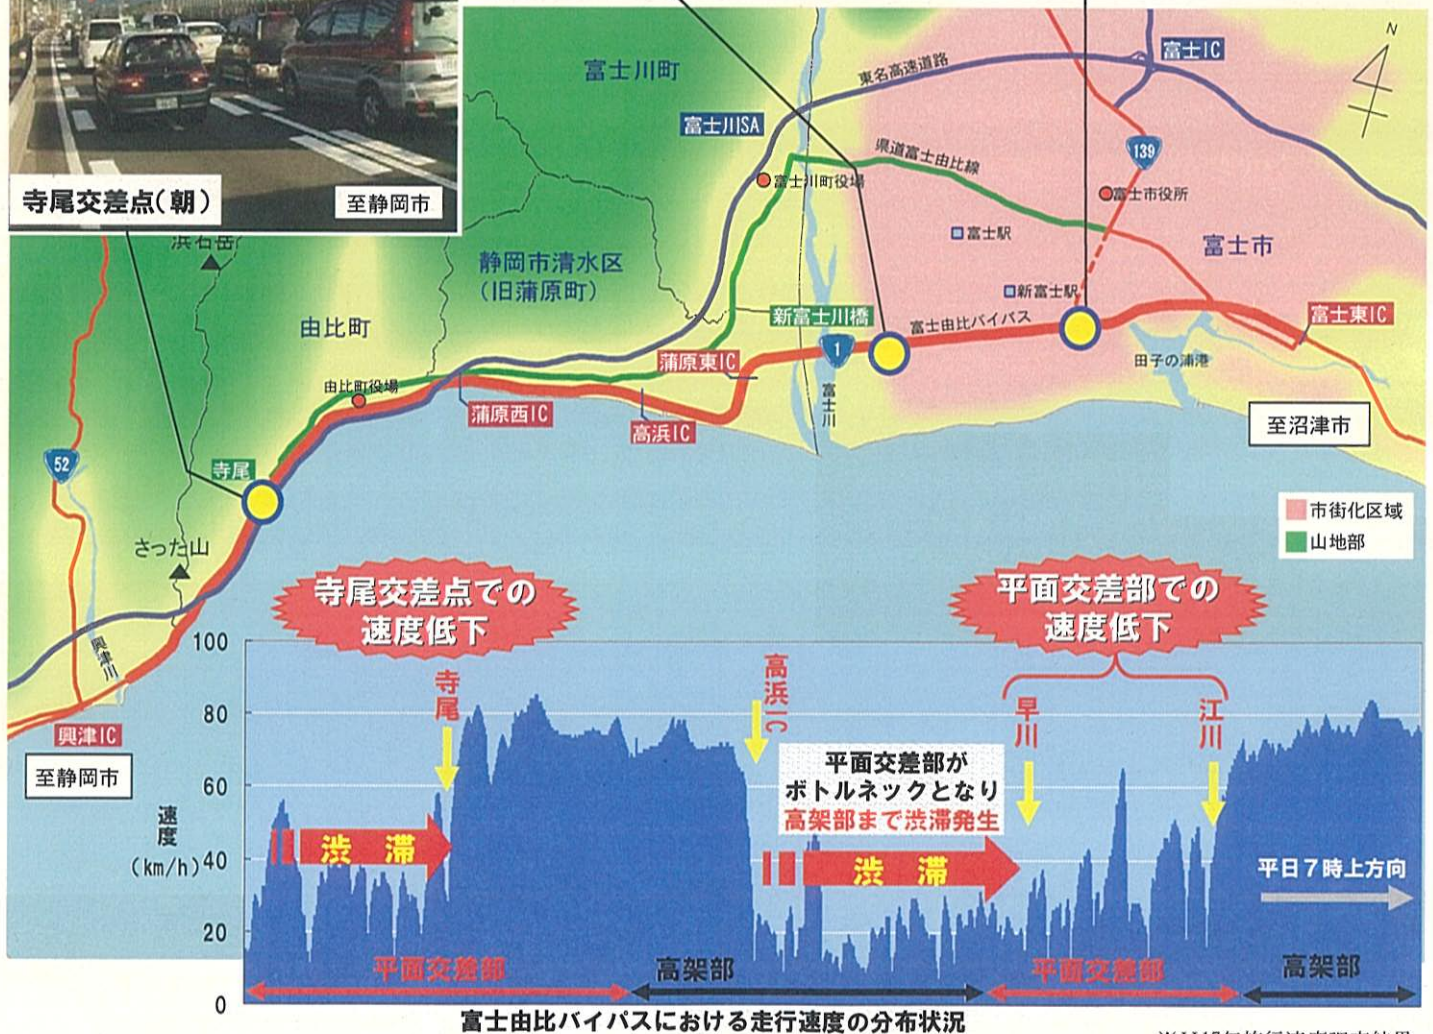 寺尾交差点（朝）
至静岡市
浜石岳
富士川町
富士川SA
東名高速道路
富士IC
N
139
県道富士由比線
富士川町役場
富士市役所
富士駅
富士市
静岡市清水区
（旧蒲原町）
新富士駅
新富士川橋
富士由比バイパス
富士東IC
由比町
蒲原東IC
1
田子の浦港
由比町役場
蒲原西IC
高浜IC
富士川
至沼津市
52
寺尾
市街化区域
山地部
さった山
興津川
興津IC
至静岡市
寺尾交差点での
速度低下
平面交差部での
速度低下
100
80
60
40
20
0
速度
（km/h）
寺尾
高浜IC
早川
江川
平面交差部が
ボトルネックとなり
高架部まで渋滞発生
渋 滞
渋 滞
平日７時上方向
平面交差部
高架部
平面交差部
高架部
富士由比バイパスにおける走行速度の分布状況